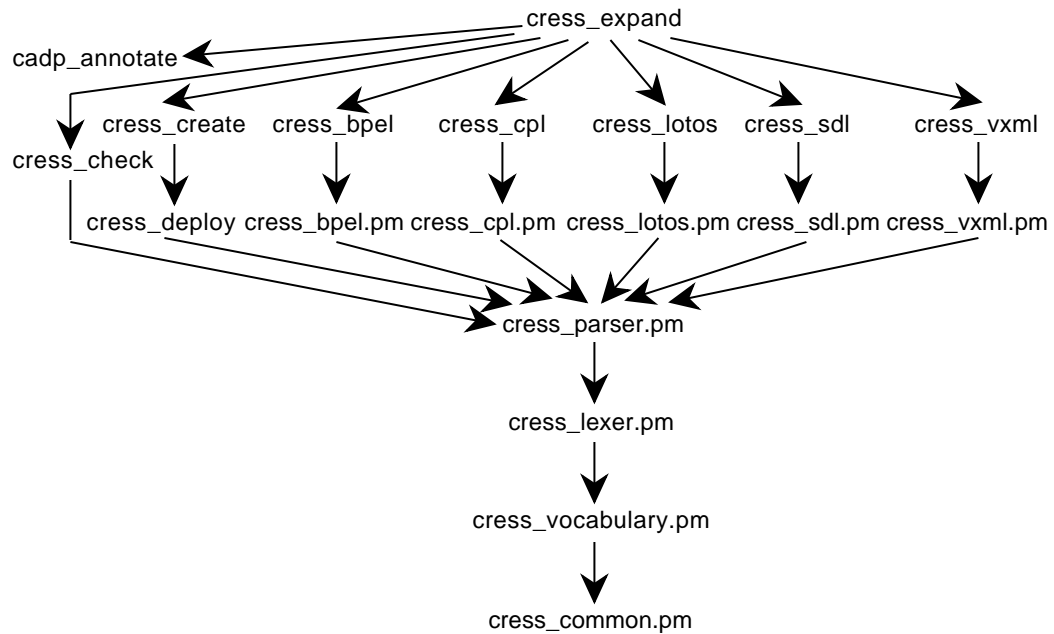 cress_expand
cadp_annotate
cress_create cress_bpel cress_cpl cress_lotos cress_sdl cress_vxml
cress_check
cress_deploy cress_bpel.pm cress_cpl.pm cress_lotos.pm cress_sdl.pm cress_vxml.pm
cress_parser.pm
cress_lexer.pm
cress_vocabulary.pm
cress_common.pm